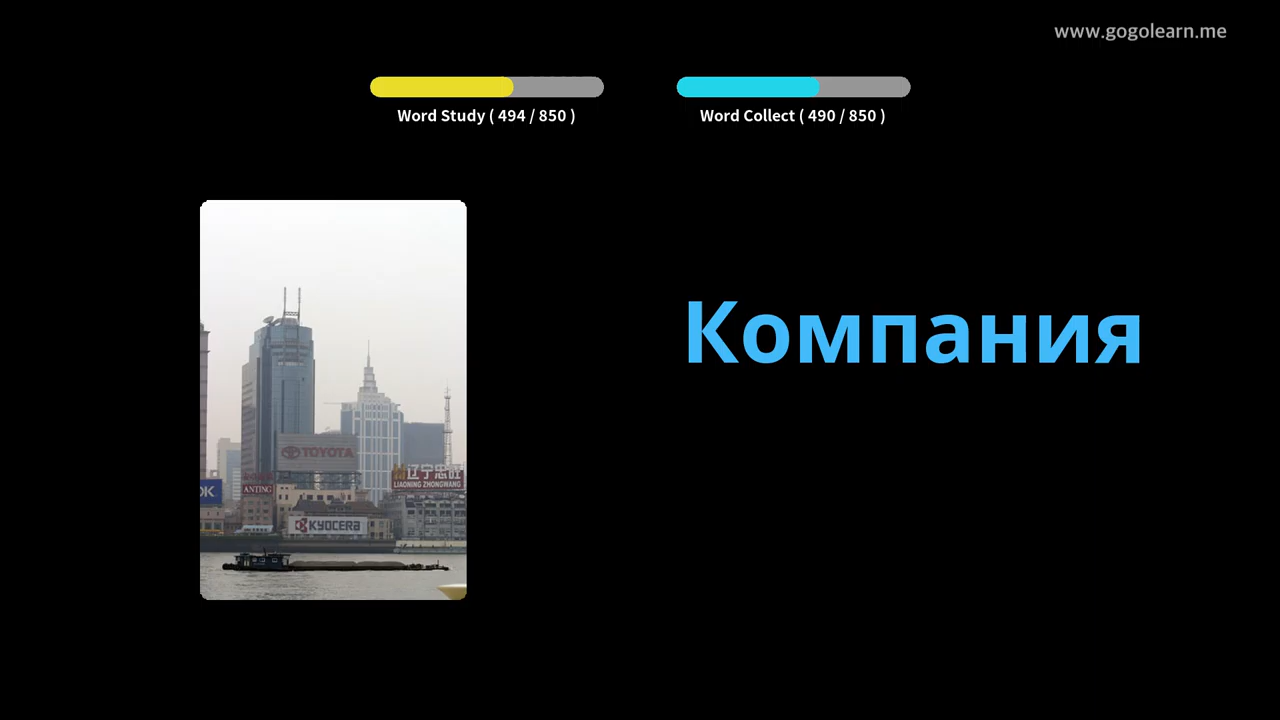 www.gogolearn.me
Word Study ( 494 / 850 )
Word Collect ( 490 / 850 )
Компания
TOYOTA
辽宁忠旺
LIAONING ZHONGWANG
OK
ANTING
KYOCERA